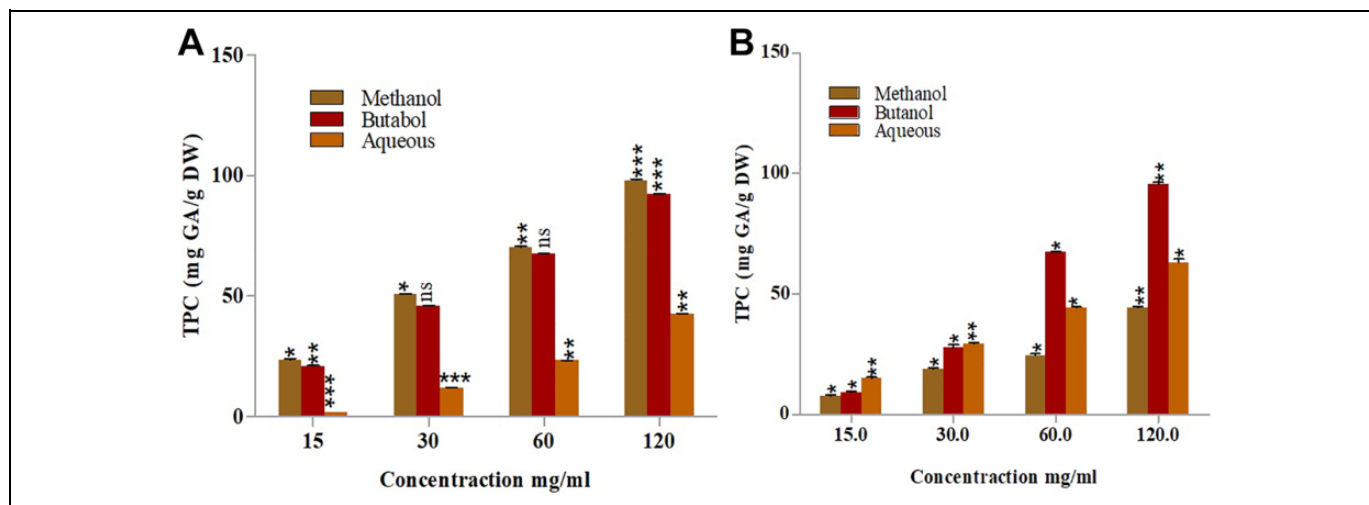 A
150
Methanol
Butabol
Aqueous
100
50
0
TPC (mg GA/g DW)
*
**
***
*
ns
***
**
ns
**
***
***
**
15 30 60 120
Concentraction mg/ml
B
150
Methanol
Butanol
Aqueous
100
50
0
TPC (mg GA/g DW)
*
*
**
*
*
**
*
*
*
**
**
*
15.0 30.0 60.0 120.0
Concentraction mg/ml